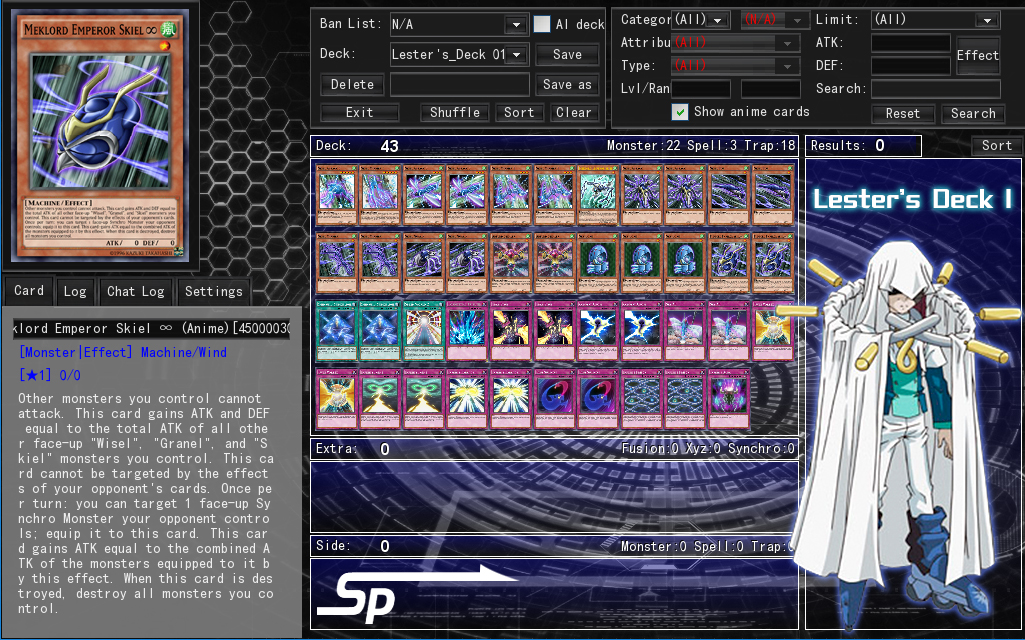 MEKLORD EMPEROR SKIEL ∞
[MACHINE/EFFECT]
ATK/ 0 DEF/ 0
Card
Log
Chat Log
Settings
klord Emperor Skiel ∞ (Anime)[45000030
[Monster|Effect] Machine/Wind
[★1] 0/0
Other monsters you control cannot
attack. This card gains ATK and DEF
equal to the total ATK of all othe
r face-up "Wisel", "Granel", and "S
kiel" monsters you control. This ca
rd cannot be targeted by the effect
s of your opponent's cards. Once pe
r turn: you can target 1 face-up Sy
nchro Monster your opponent contro
ls; equip it to this card. This car
d gains ATK equal to the combined A
TK of the monsters equipped to it b
y this effect. When this card is des
troyed, destroy all monsters you co
ntrol.
Ban List: N/A
AI deck
Deck: Lester's_Deck 01
Save
Delete
Save as
Exit
Shuffle
Sort
Clear
Categor (All)
(N/A)
Limit: (All)
Attribu (All)
ATK:
Type: (All)
DEF:
Effect
Lvl/Ran
Search:
Show anime cards
Reset
Search
Deck: 43
Monster:22 Spell:3 Trap:18
Results: 0
Sort
Lester's Deck 1
Extra: 0
Fusion:0 Xyz:0 Synchro:0
Side: 0
Monster:0 Spell:0 Trap:0
Sp